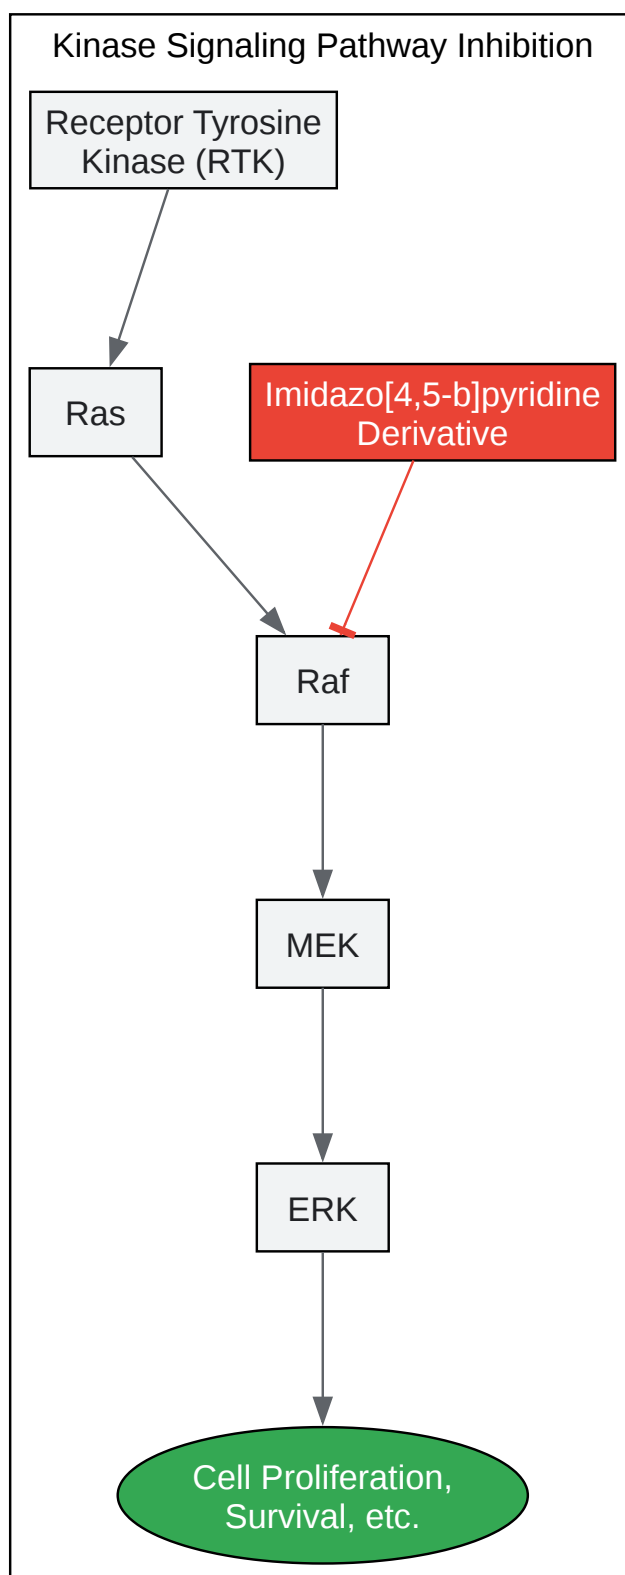 Kinase Signaling Pathway Inhibition
Receptor Tyrosine
Kinase (RTK)
Ras
Imidazo[4,5-b]pyridine
Derivative
Raf
MEK
ERK
Cell Proliferation,
Survival, etc.